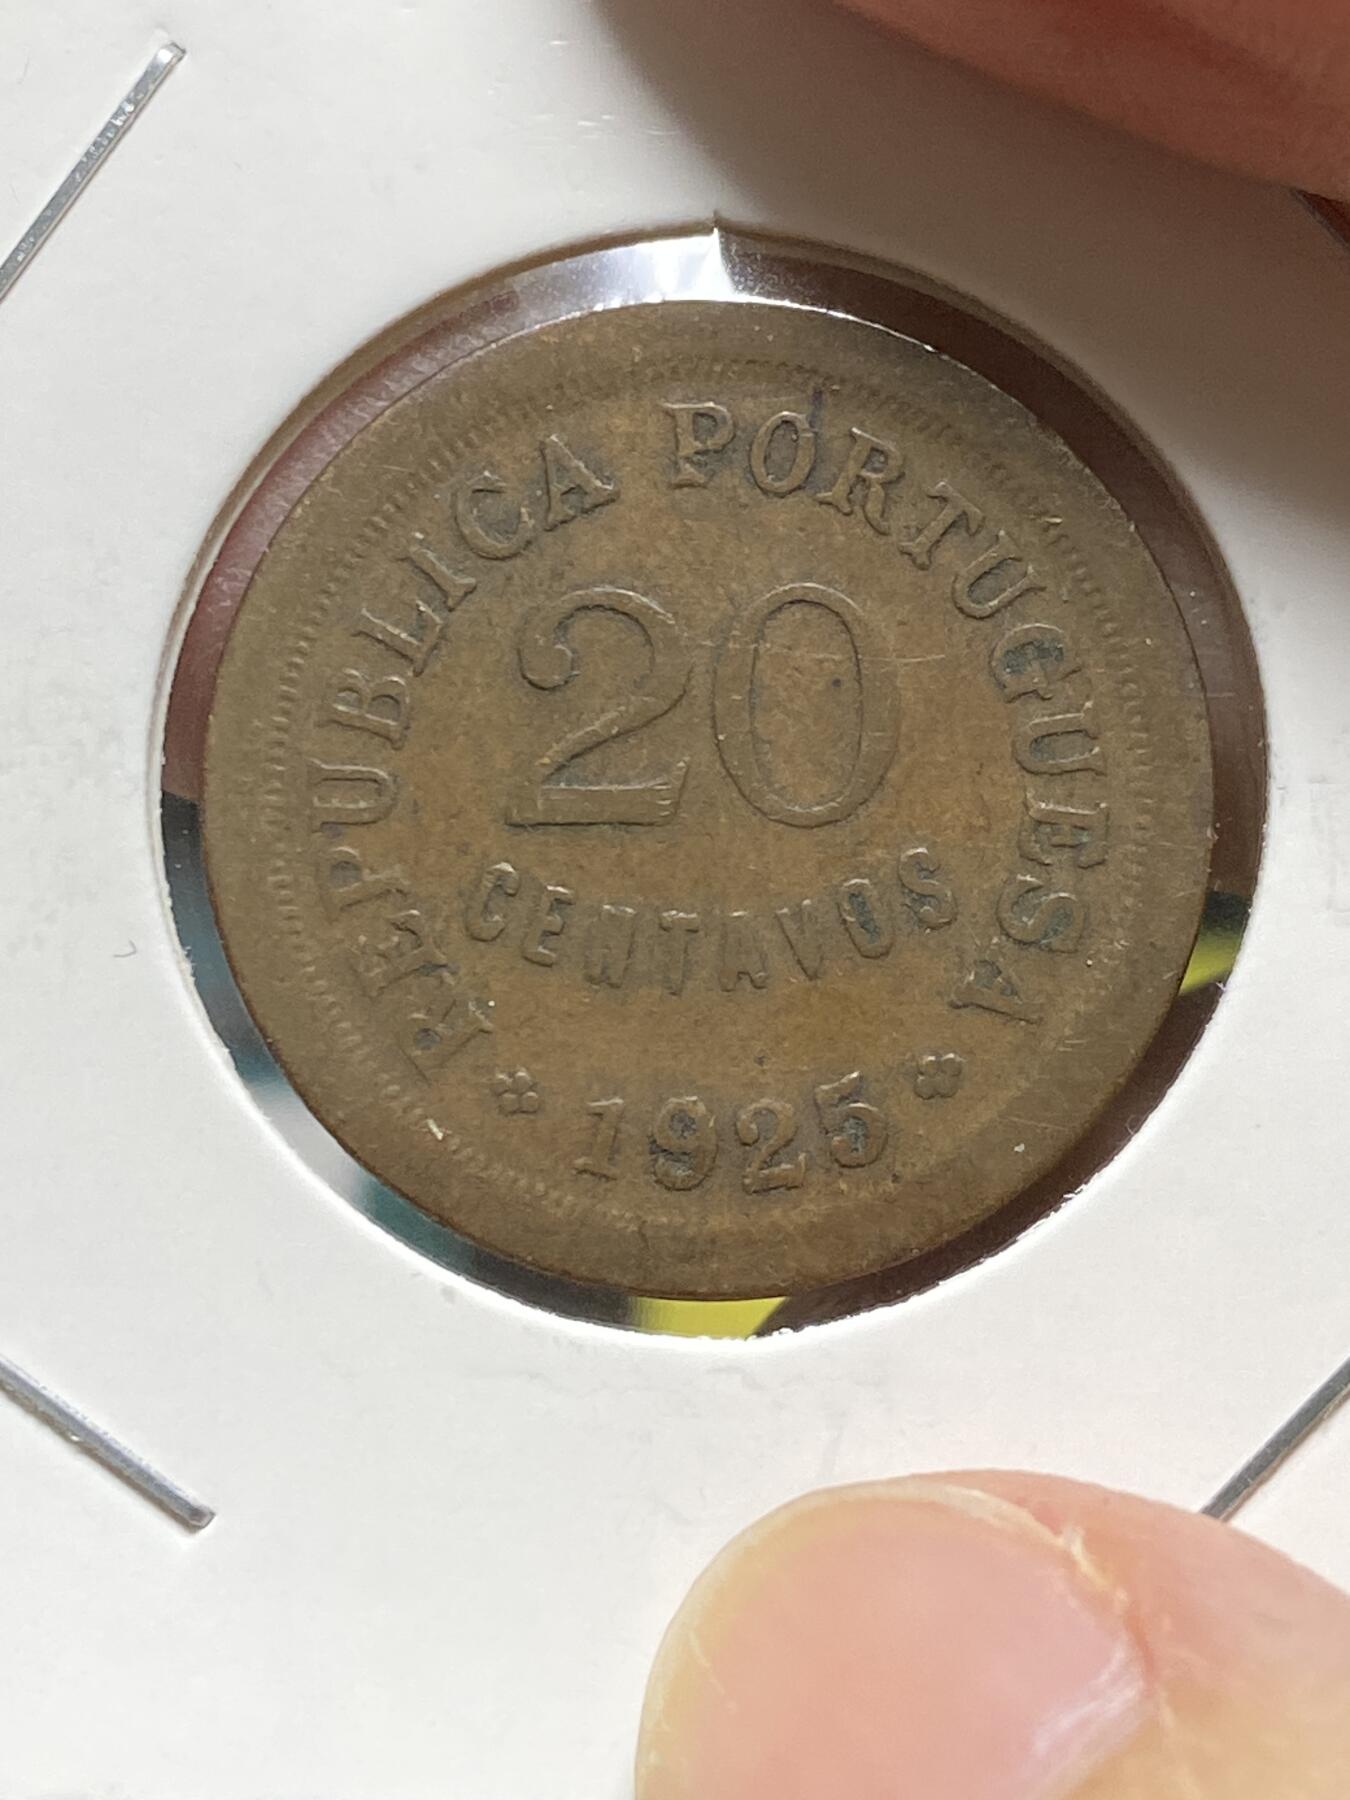 REPUBLICA PORTUGUESA
20
CENTAVOS
1925